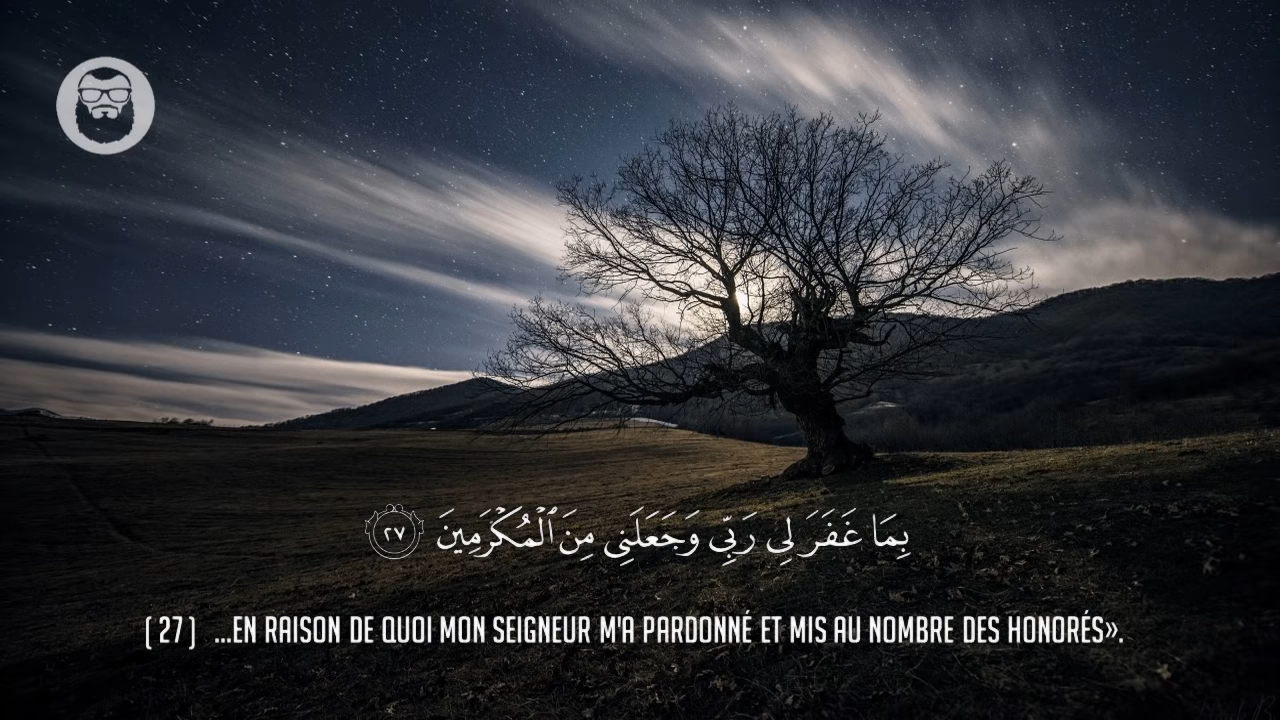 بِمَا غَفَرَ لِى رَبِّى وَجَعَلَنِى مِنَ ٱلْمُكْرَمِينَ ٢٧
(27) ...EN RAISON DE QUOI MON SEIGNEUR M'A PARDONNÉ ET MIS AU NOMBRE DES HONORÉS».